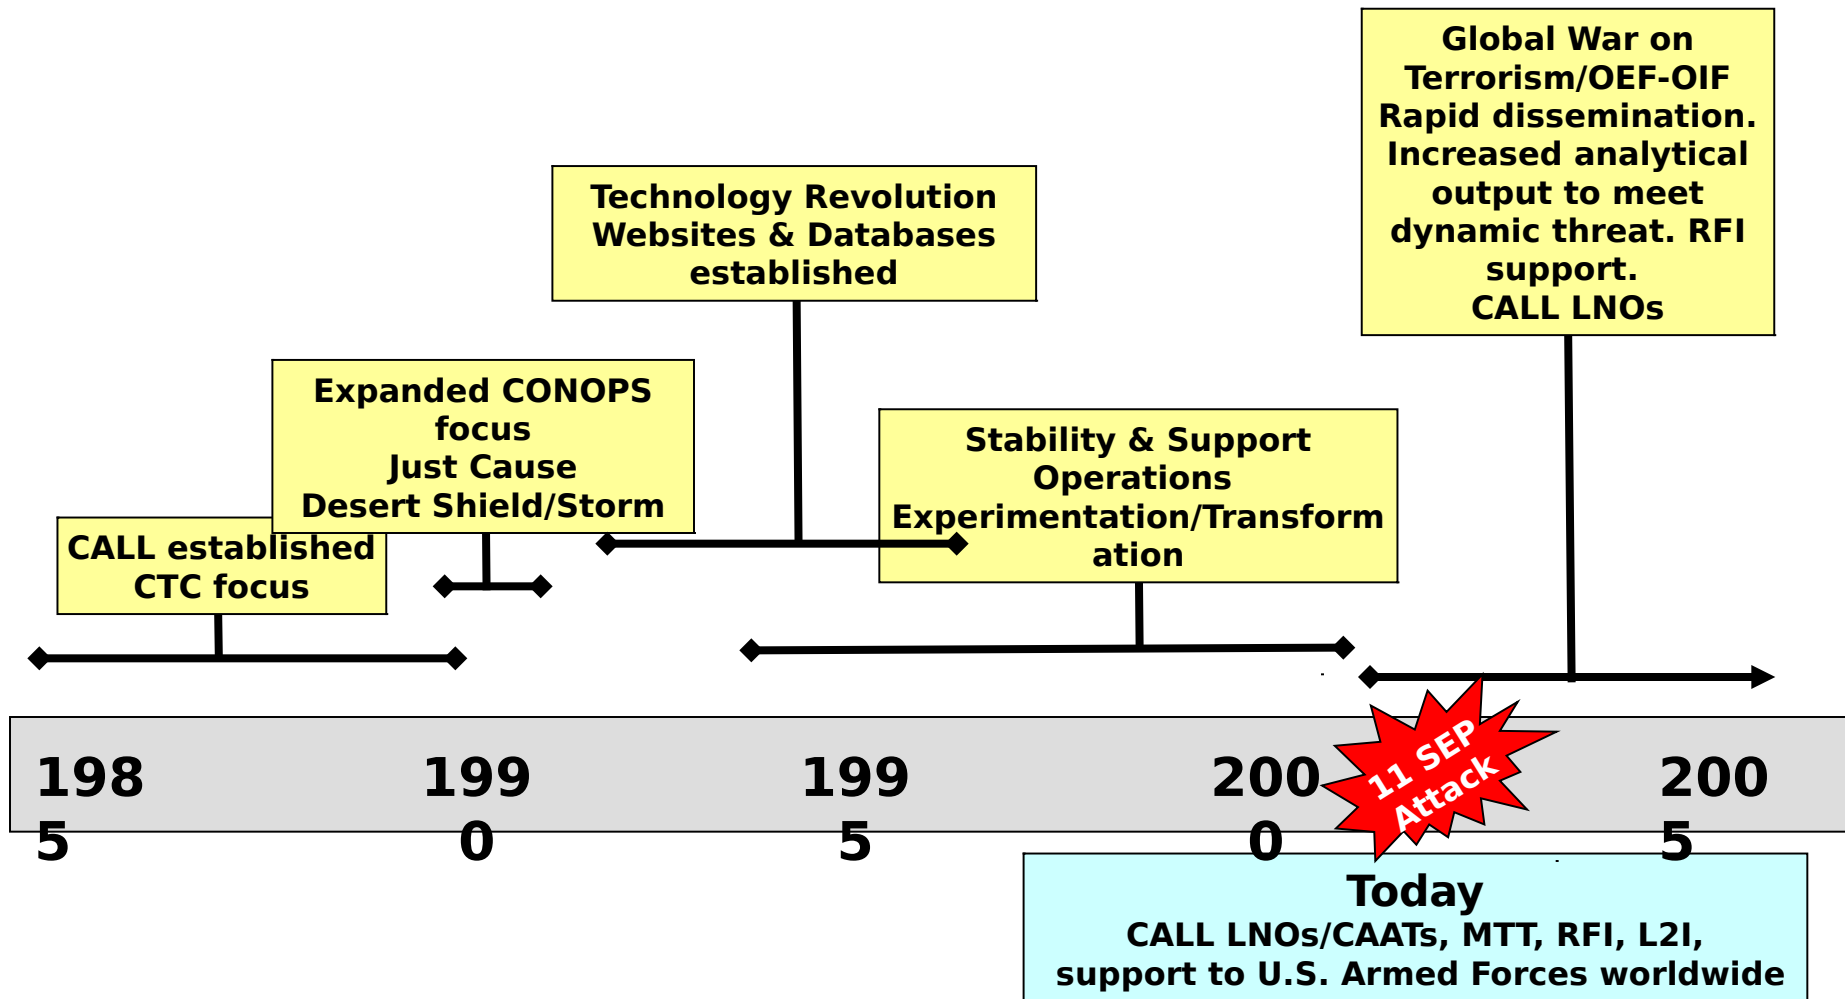 Global War on
Terrorism/OEF-OIF
Rapid dissemination.
Increased analytical
output to meet
dynamic threat. RFI
support.
CALL LNOs
Technology Revolution
Websites & Databases
established
Expanded CONOPS
focus
Just Cause
Desert Shield/Storm
Stability & Support
Operations
Experimentation/Transform
ation
CALL established
CTC focus
198
5
199
0
199
5
200
0
11 SEP
Attack
200
5
Today
CALL LNOs/CAATs, MTT, RFI, L2I,
support to U.S. Armed Forces worldwide